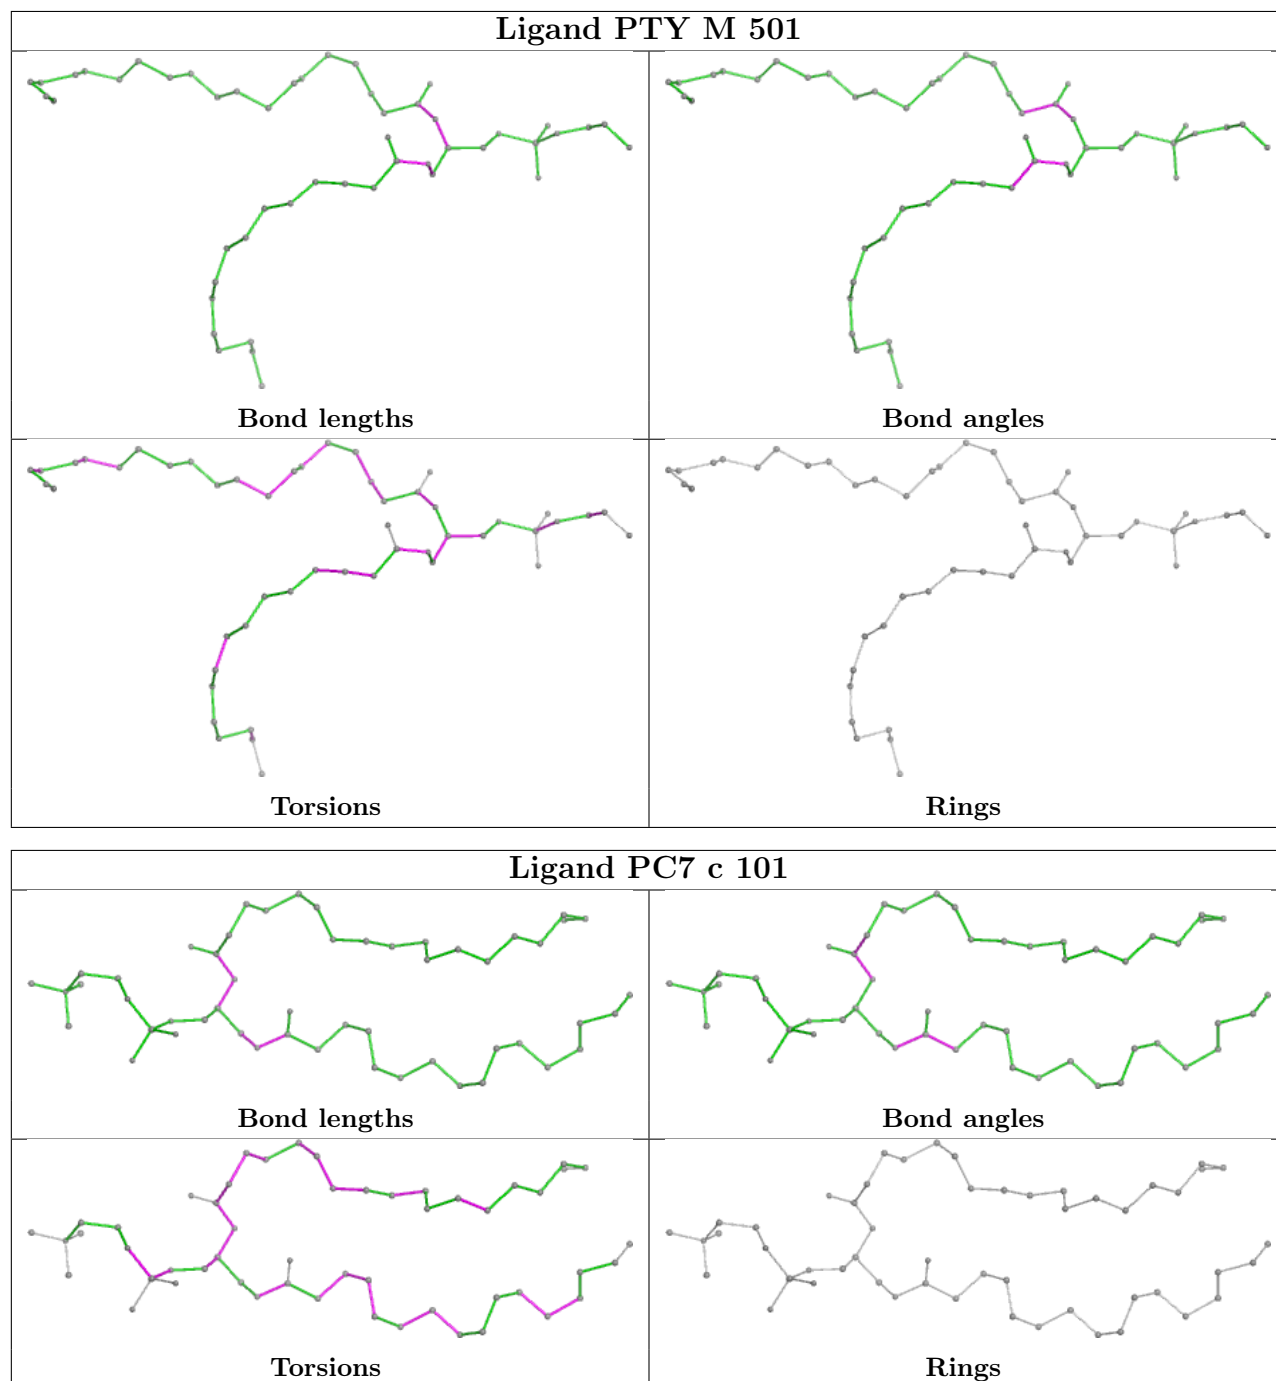 Ligand PTY M 501
Bond lengths
Bond angles
Torsions
Rings
Ligand PC7 c 101
Bond lengths
Bond angles
Torsions
Rings